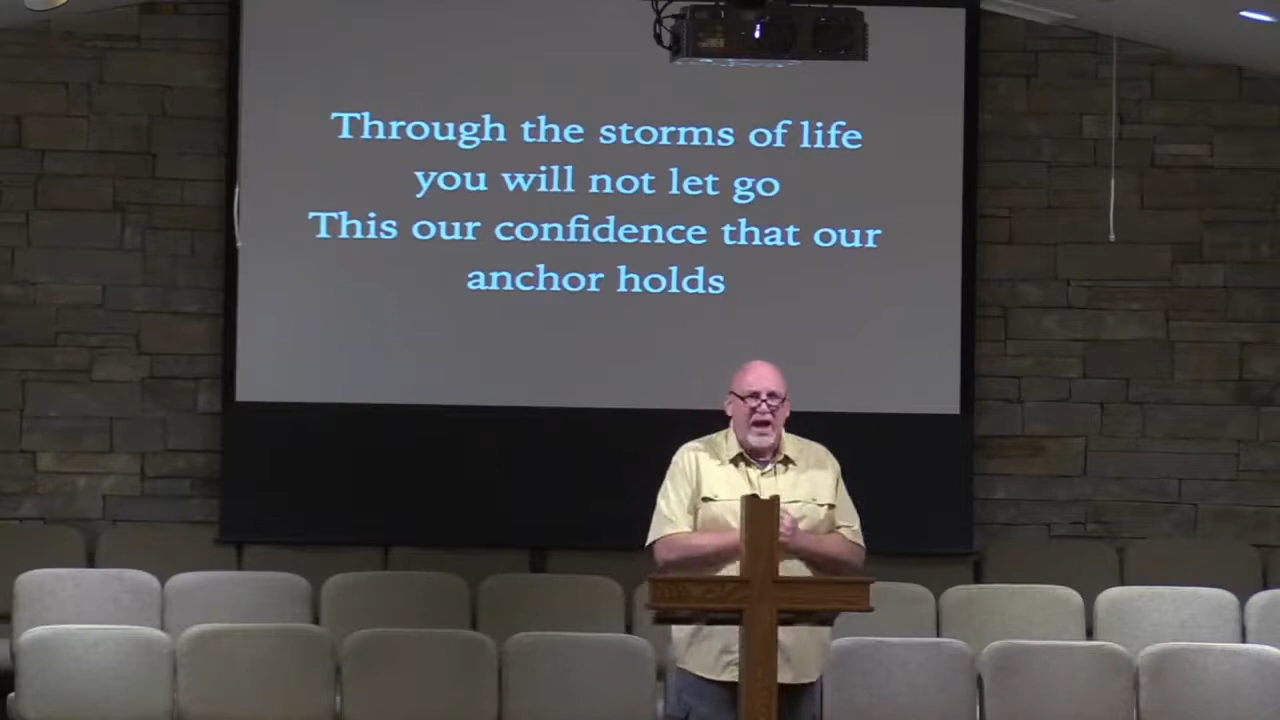 Through the storms of life
you will not let go
This our confidence that our
anchor holds